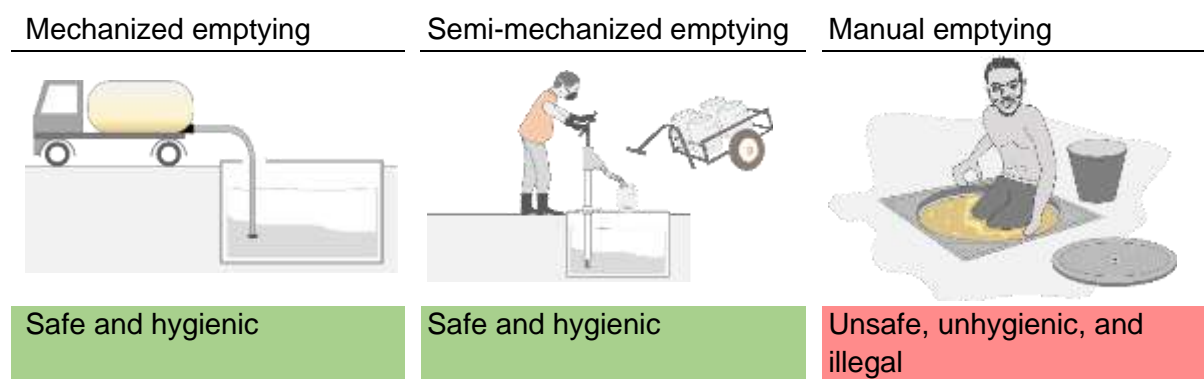 Mechanized emptying
Semi-mechanized emptying
Manual emptying
Safe and hygienic
Safe and hygienic
Unsafe, unhygienic, and
illegal